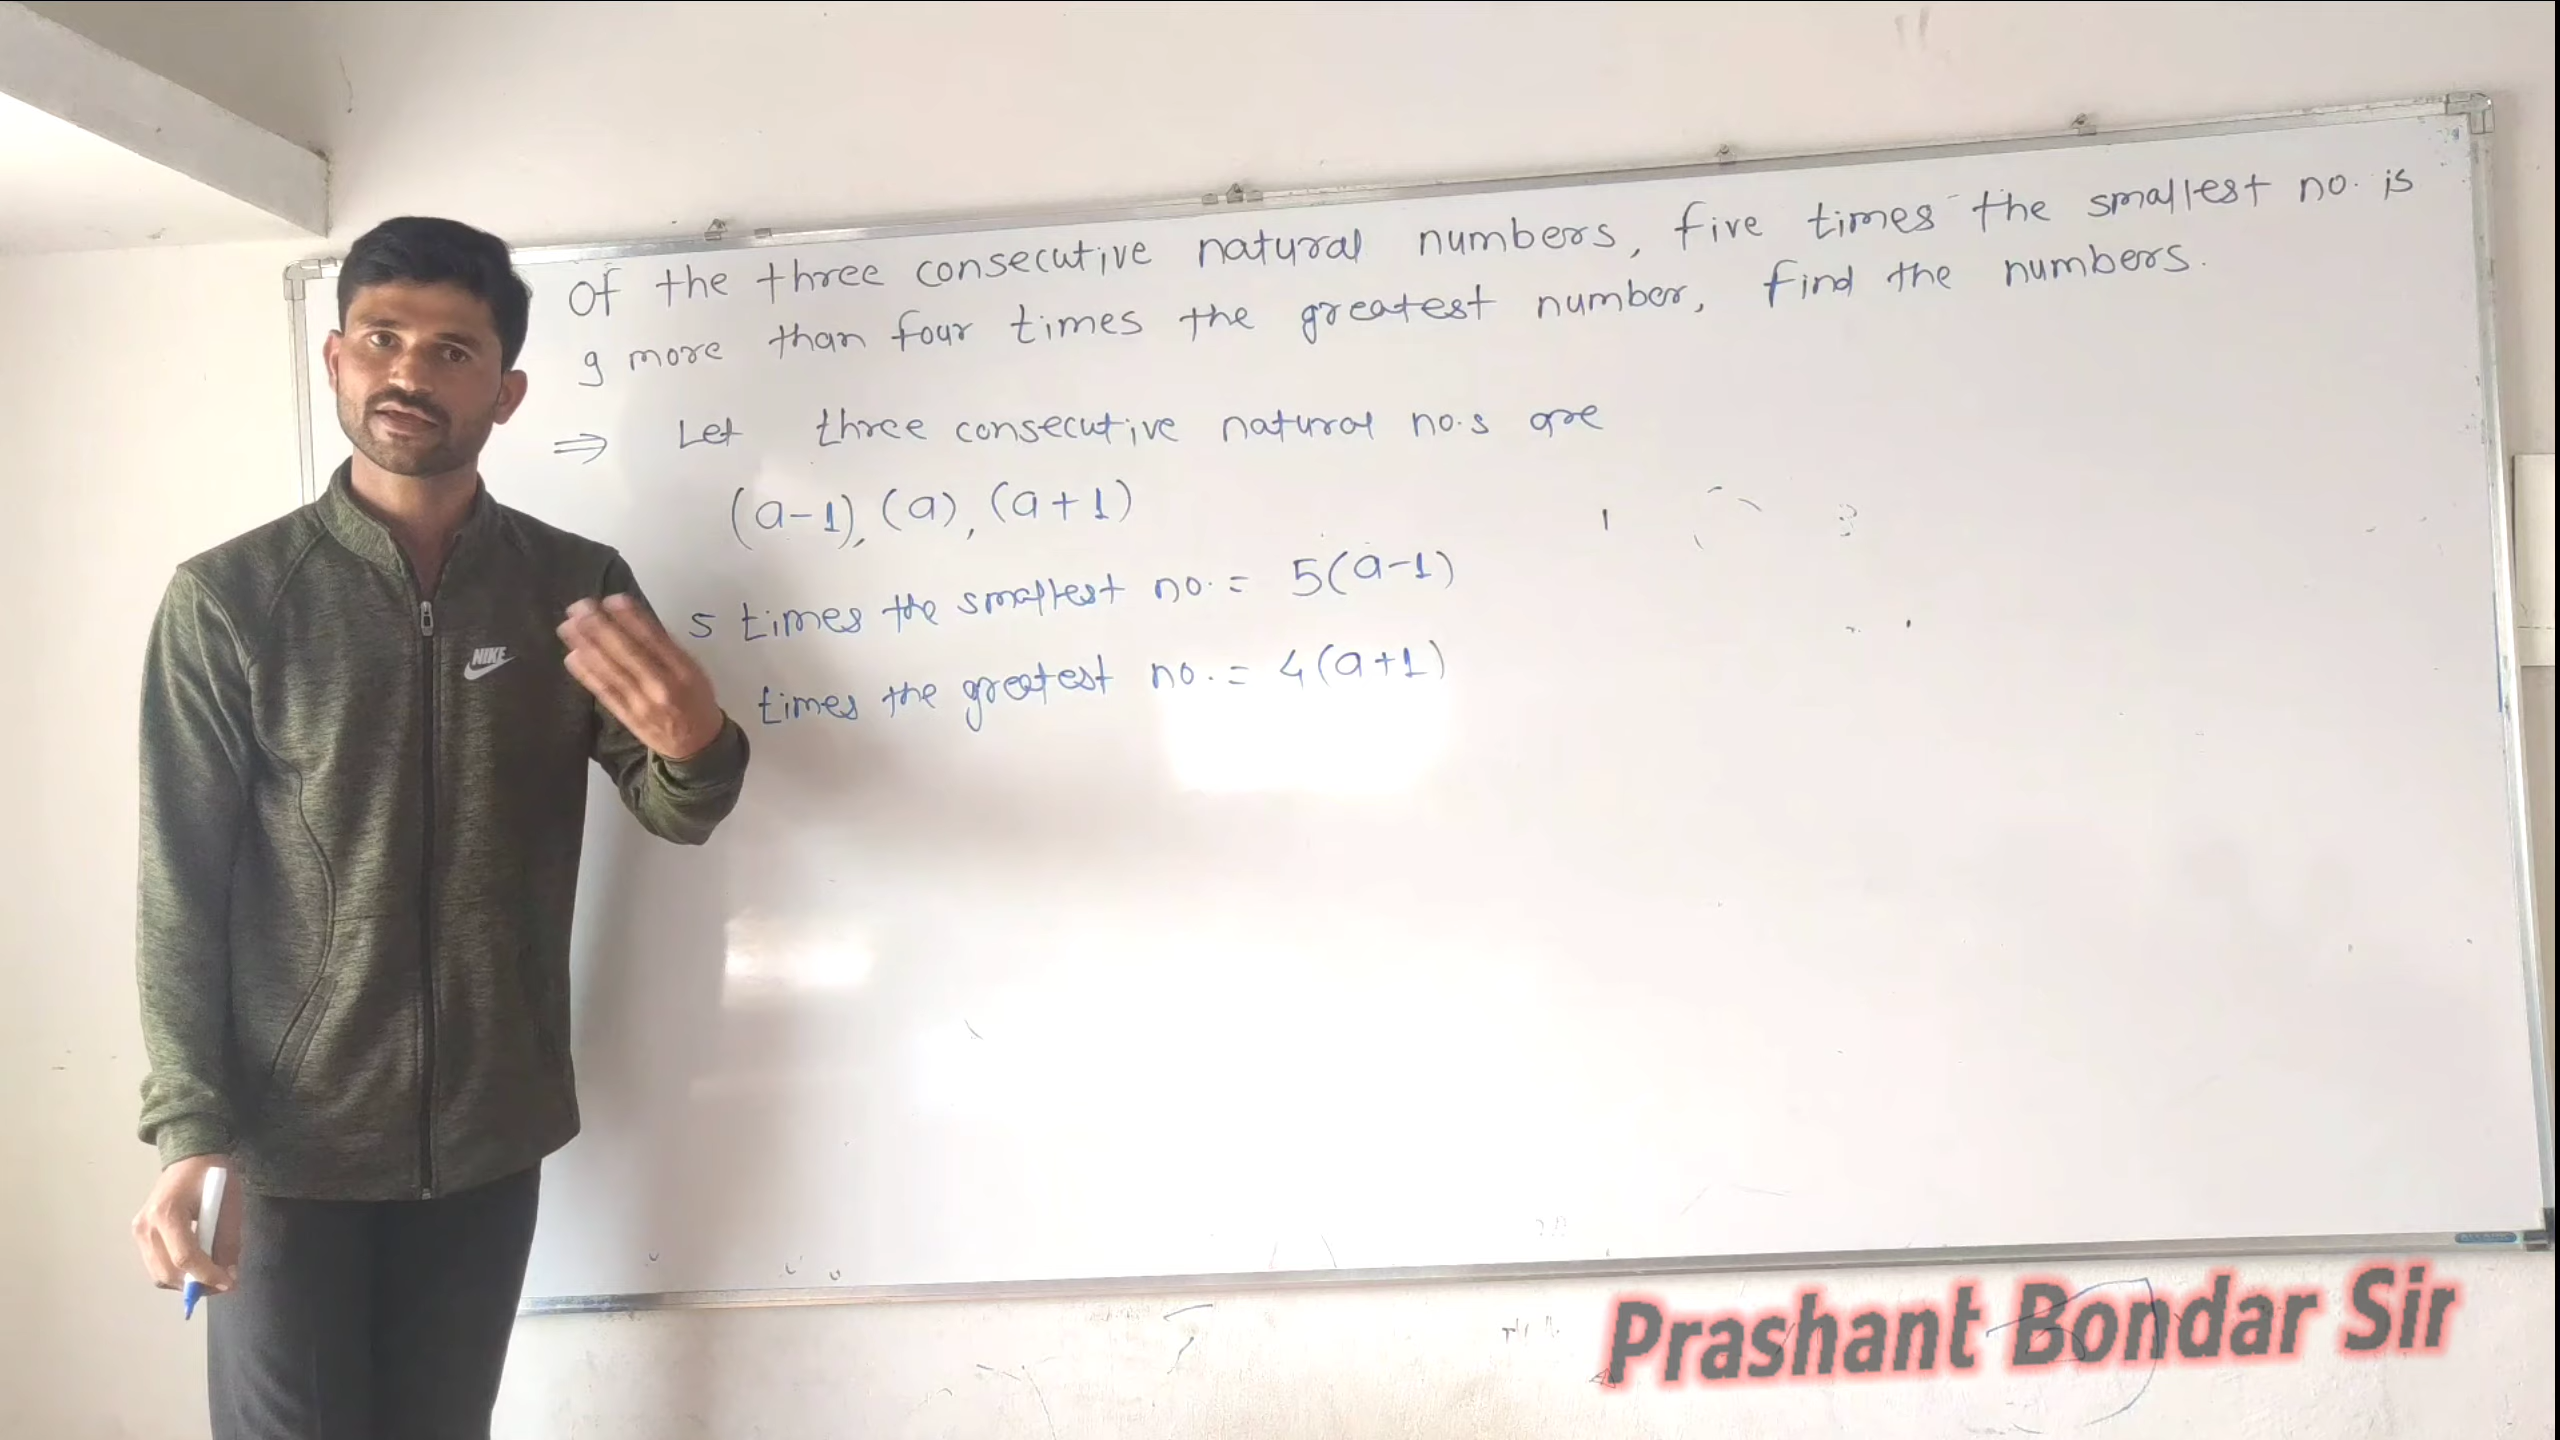 Of the three consecutive natural numbers, five times the smallest no. is
9 more than four times the greatest number, find the numbers.
⇒ Let three consecutive natural no.s are
(a-1), (a), (a+1)
5 times the smallest no. = 5(a-1)
times the greatest no. = 4(a+1)
NIKE
Prashant Bondar Sir